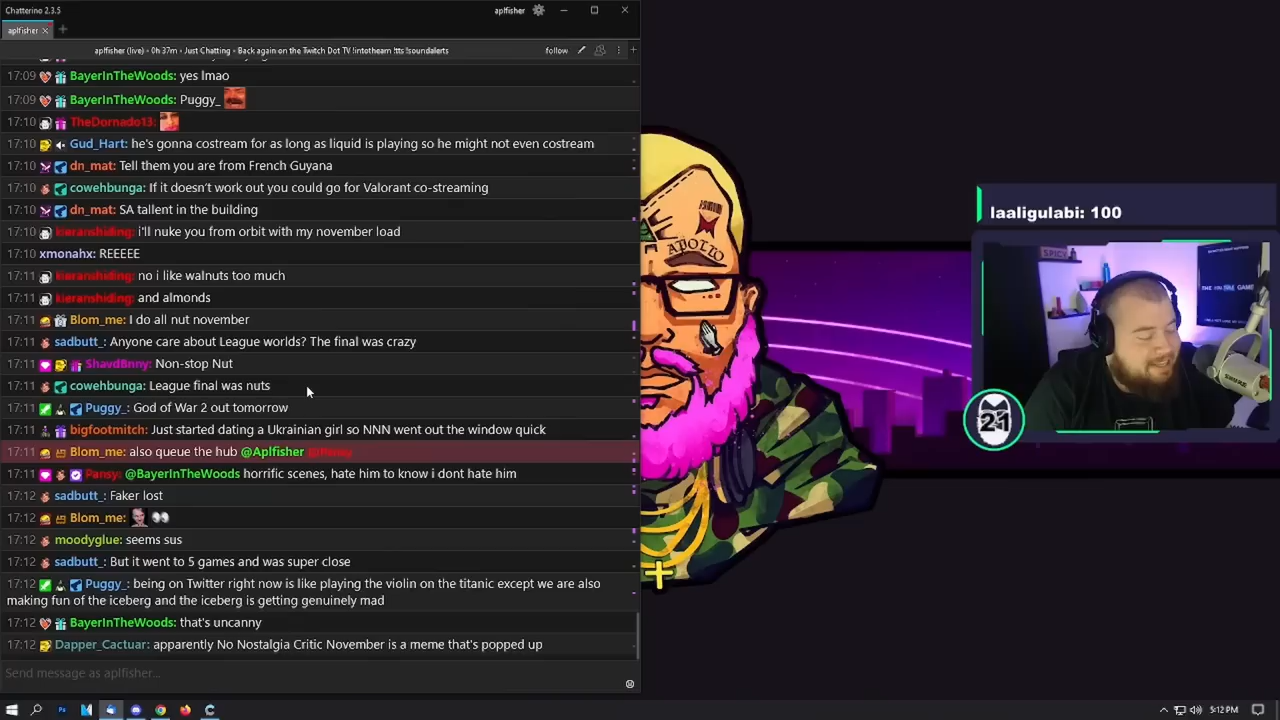 Chatterino 2.3.5
aplfisher
aplfisher
aplfisher (live) - 0h 37m - Just Chatting - Back again on the Twitch Dot TV !intotheam !tts !soundalerts
follow
17:09 BayerInTheWoods: yes lmao
17:09 BayerInTheWoods: Puggy_
17:10 TheDornado13:
17:10 Gud_Hart: he's gonna costream for as long as liquid is playing so he might not even costream
17:10 dn_mat: Tell them you are from French Guyana
17:10 cowehbunga: If it doesn't work out you could go for Valorant co-streaming
17:10 dn_mat: SA tallent in the building
17:10 kieranshiding: i'll nuke you from orbit with my november load
17:10 xmonahx: REEEEE
17:11 kieranshiding: no i like walnuts too much
17:11 kieranshiding: and almonds
17:11 Blom_me: I do all nut november
17:11 sadbutt_: Anyone care about League worlds? The final was crazy
17:11 ShavdBnny: Non-stop Nut
17:11 cowehbunga: League final was nuts
17:11 Puggy_: God of War 2 out tomorrow
17:11 bigfootmitch: Just started dating a Ukrainian girl so NNN went out the window quick
17:11 Blom_me: also queue the hub @Aplfisher
17:11 Pansy: @BayerInTheWoods horrific scenes, hate him to know i dont hate him
17:12 sadbutt_: Faker lost
17:12 Blom_me:
17:12 moodyglue: seems sus
17:12 sadbutt_: But it went to 5 games and was super close
17:12 Puggy_: being on Twitter right now is like playing the violin on the titanic except we are also
making fun of the iceberg and the iceberg is getting genuinely mad
17:12 BayerInTheWoods: that's uncanny
17:12 Dapper_Cactuar: apparently No Nostalgia Critic November is a meme that's popped up
Send message as aplfisher...
APOLLO
laaligulabi: 100
SPICY
SHURE
21
5:12 PM